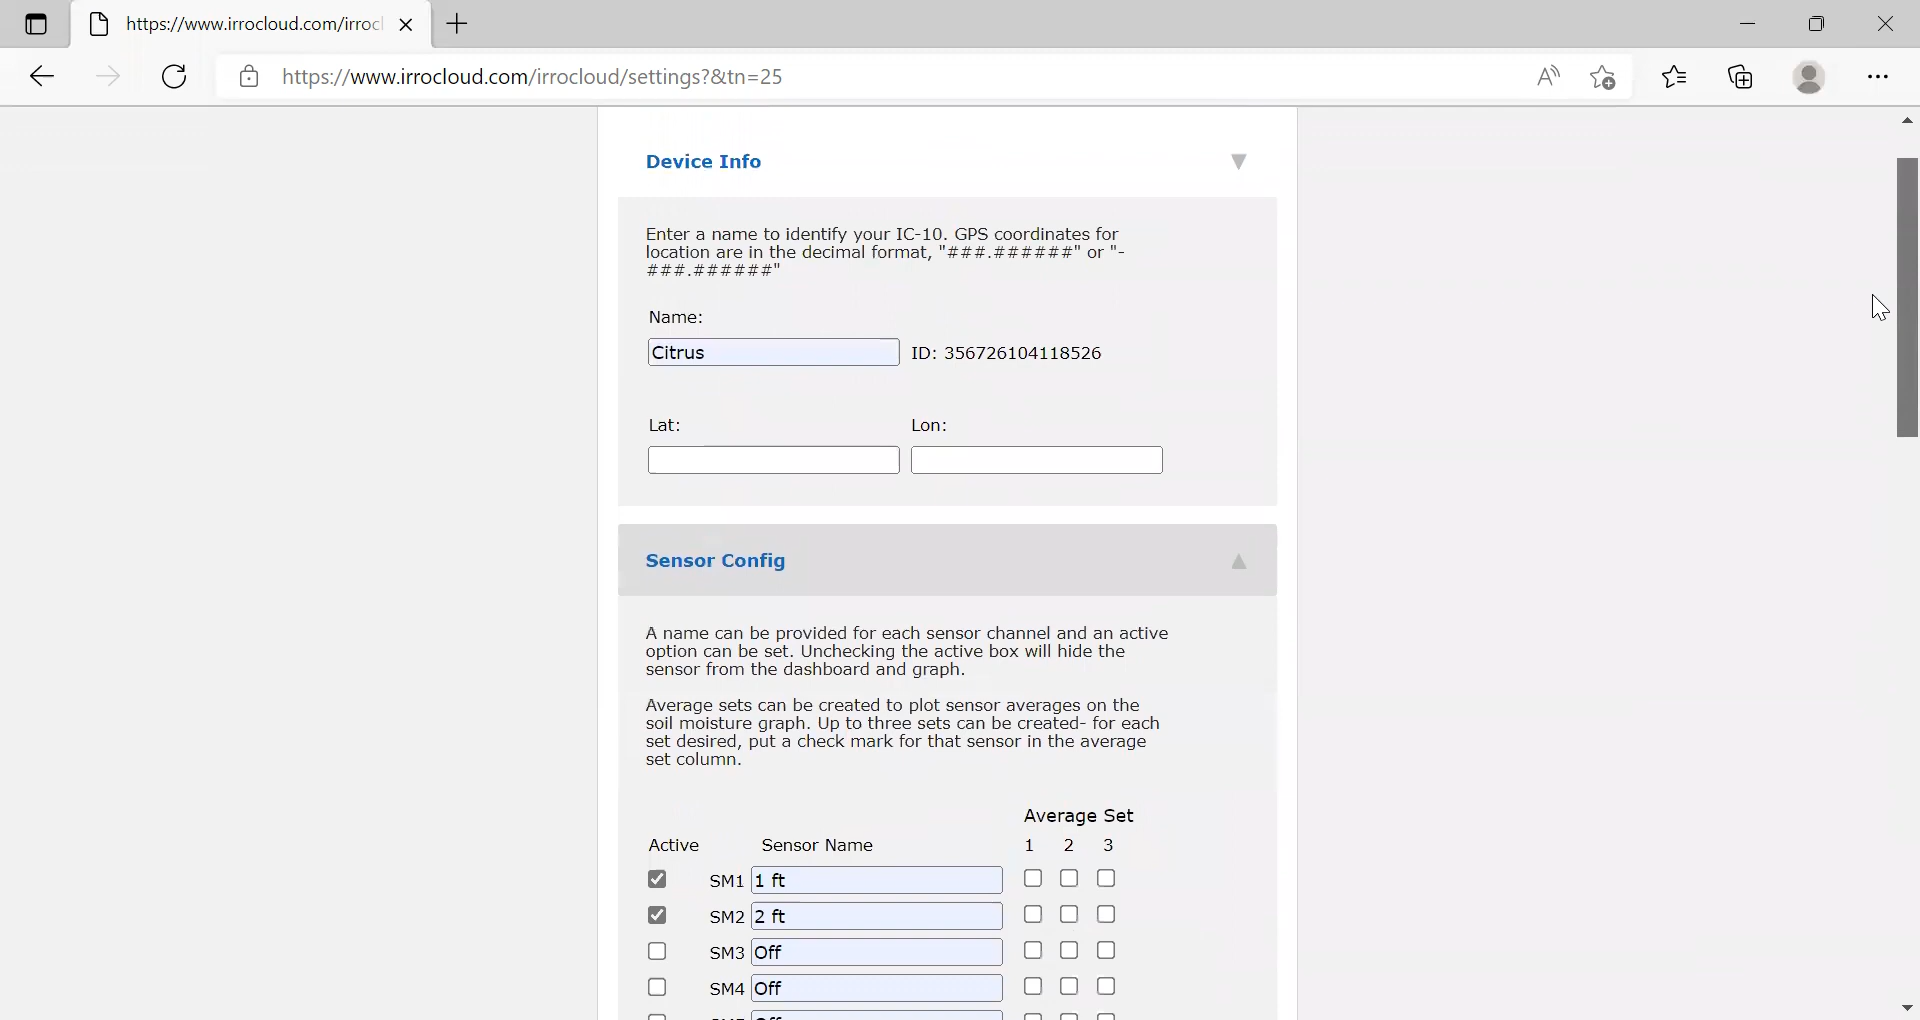 https://www.irrocloud.com/irrocl
https://www.irrocloud.com/irrocloud/settings?&tn=25
Device Info
Enter a name to identify your IC-10. GPS coordinates for
location are in the decimal format, "###.######" or "-
###.######"
Name:
Citrus ID: 356726104118526
Lat: Lon:
Sensor Config
A name can be provided for each sensor channel and an active
option can be set. Unchecking the active box will hide the
sensor from the dashboard and graph.
Average sets can be created to plot sensor averages on the
soil moisture graph. Up to three sets can be created- for each
set desired, put a check mark for that sensor in the average
set column.
Average Set
Active Sensor Name 1 2 3
SM1 1 ft
SM2 2 ft
SM3 Off
SM4 Off